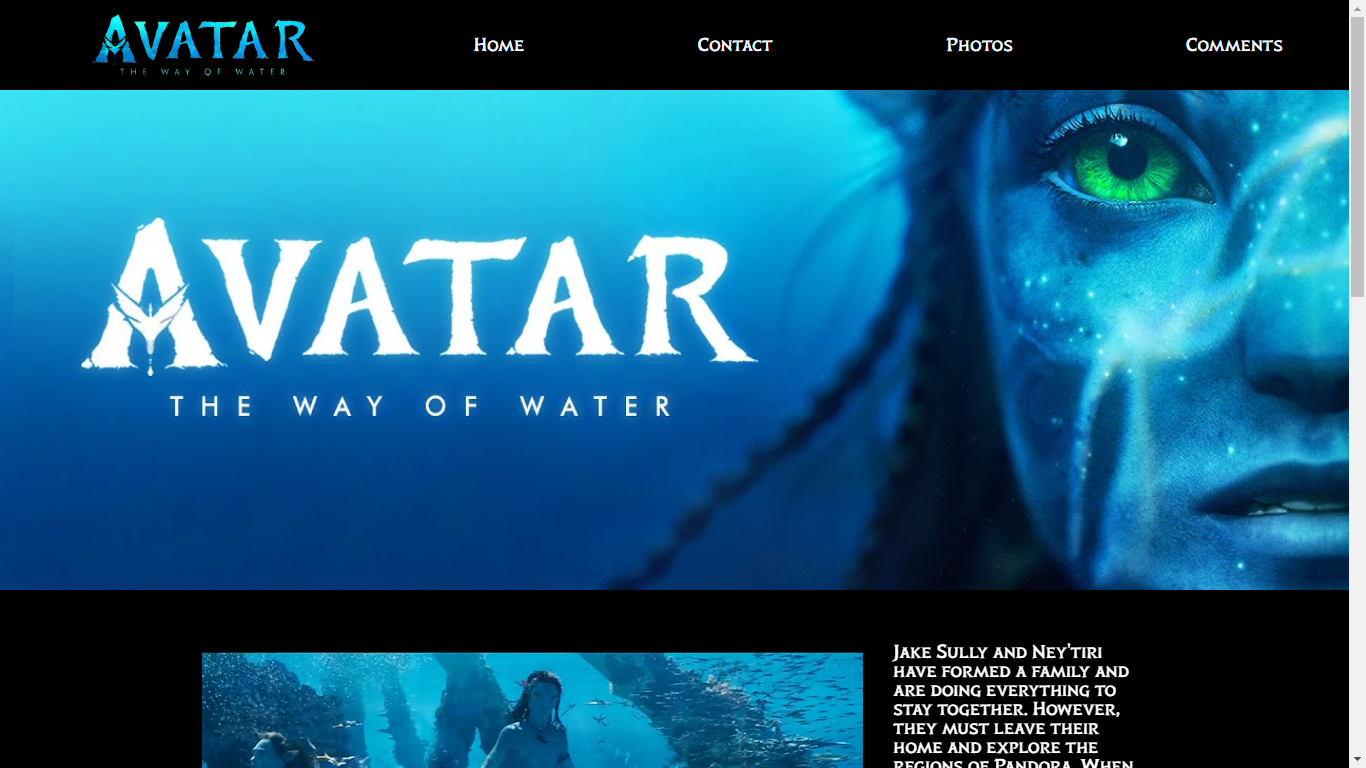 AVATAR
THE WAY OF WATER
Home
Contact
Photos
Comments
AVATAR
THE WAY OF WATER
Jake Sully and Ney'tiri
have formed a family and
are doing everything to
stay together. However,
they must leave their
home and explore the
regions of Pandora. When